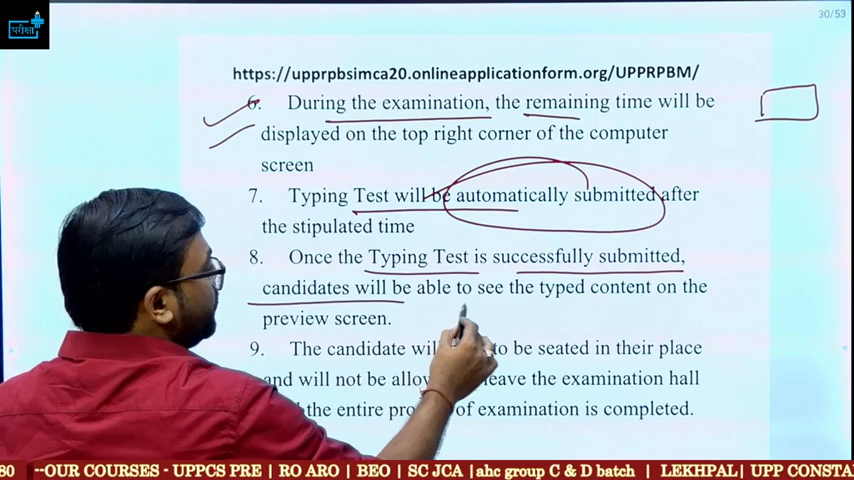 परीक्षा
30/53
https://upprpbsimca20.onlineapplicationform.org/UPPRPBM/
6. During the examination, the remaining time will be
displayed on the top right corner of the computer
screen
7. Typing Test will be automatically submitted after
the stipulated time
8. Once the Typing Test is successfully submitted,
candidates will be able to see the typed content on the
preview screen.
9. The candidate to be seated in their place
and will not be leave the examination hall
the entire of examination is completed.
80 --OUR COURSES - UPPCS PRE | RO ARO | BEO | SC JCA |ahc group C & D batch | LEKHPAL| UPP CONSTA